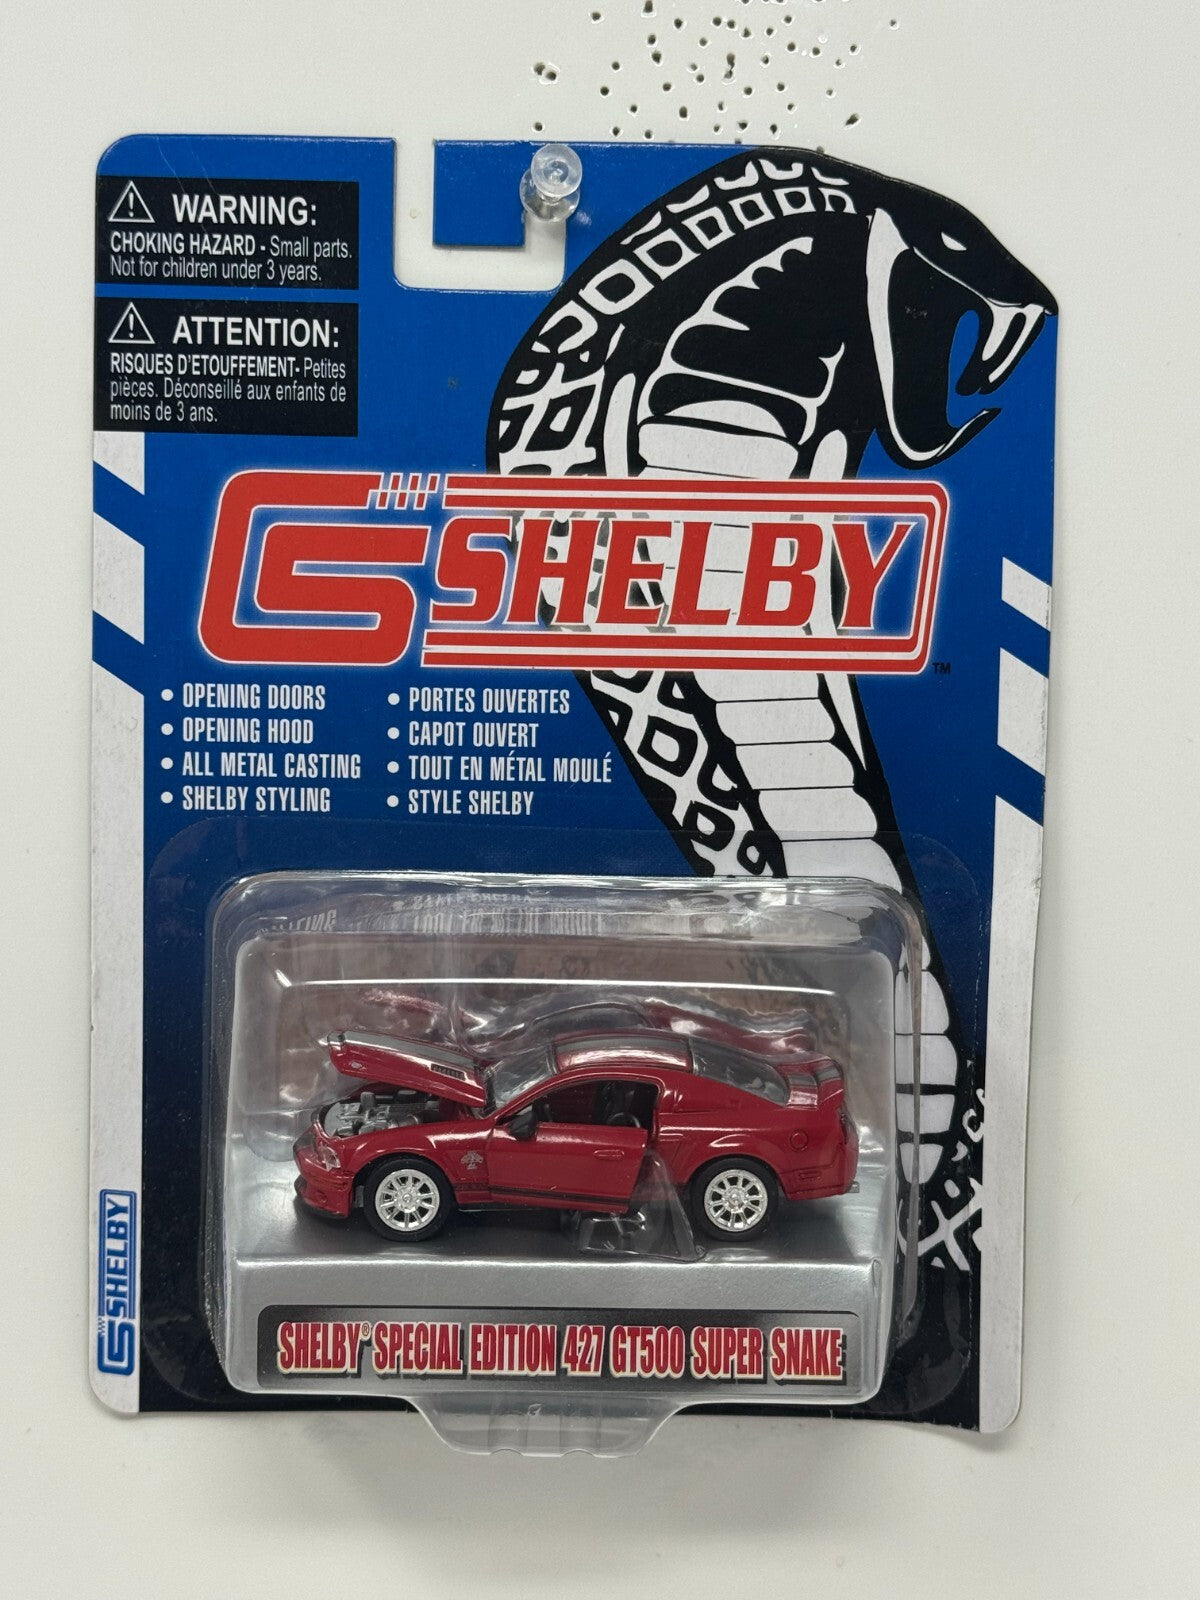 WARNING:
CHOKING HAZARD - Small parts.
Not for children under 3 years.
ATTENTION:
RISQUES D'ETOUFFEMENT- Petites
pièces. Déconseillé aux enfants de
moins de 3 ans.
SHELBY
TM
• OPENING DOORS
• OPENING HOOD
• ALL METAL CASTING
• SHELBY STYLING
• PORTES OUVERTES
• CAPOT OUVERT
• TOUT EN MÉTAL MOULÉ
• STYLE SHELBY
SHELBY
SHELBY® SPECIAL EDITION 427 GT500 SUPER SNAKE